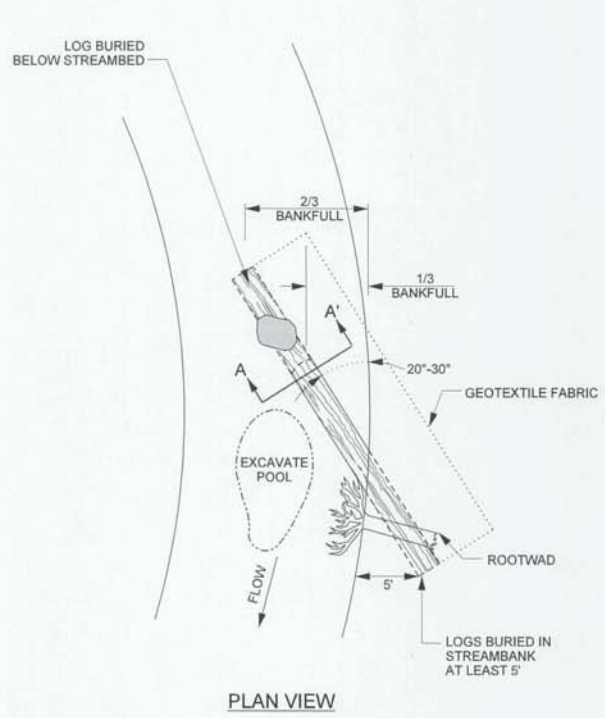 LOG BURIED
BELOW STREAMBED
2/3
BANKFULL
1/3
BANKFULL
A'
A
20°-30°
GEOTEXTILE FABRIC
EXCAVATE
POOL
ROOTWAD
FLOW
5'
LOGS BURIED IN
STREAMBANK
AT LEAST 5'
PLAN VIEW